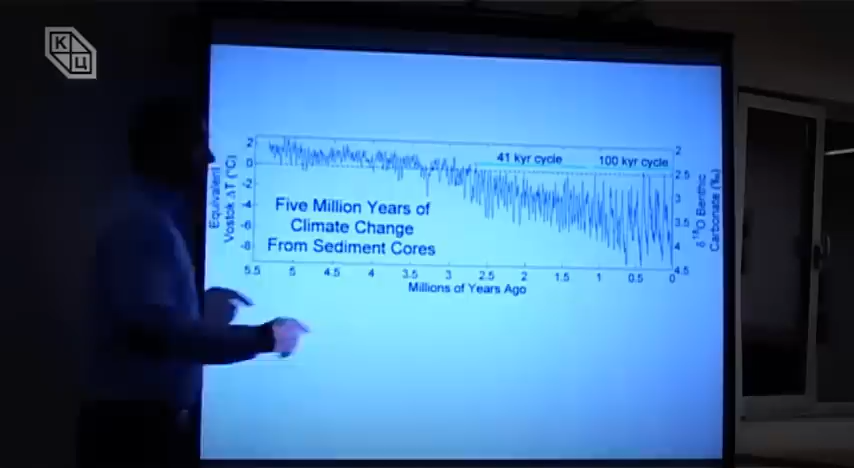 К
Ц
41 kyr cycle
100 kyr cycle
Five Million Years of
Climate Change
From Sediment Cores
Equivalent
Vostok ΔT (°C)
2
0
-2
-4
-6
-8
5.5
5
4.5
4
3.5
3
2.5
2
1.5
1
0.5
0
Millions of Years Ago
2
2.5
3
3.5
4
4.5
δ18O Benthic
Carbonate (‰)